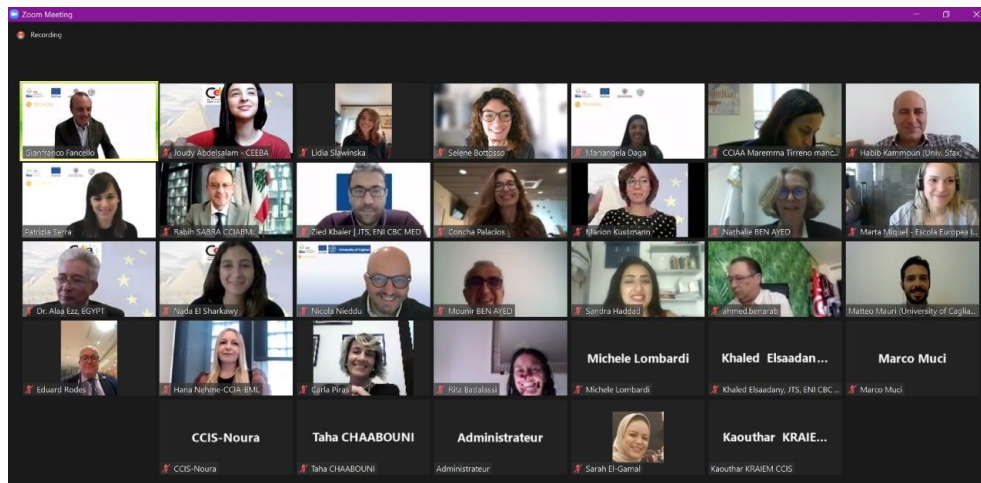 Zoom Meeting
Recording
Gianfranco Fancello
Joudy Abdelsalam - CEEBA
Lidia Slawinska
Selene Bottosso
Mariangela Daga
CCIAA Maremma Tirreno manc...
Habib Kammoun (Univ. Sfax)
Patrizia Serra
Rabih SABRA CCIABML
Zied Kbaier | JTS, ENI CBC MED
Concha Palacios
Marion Kustmann
Nathalie BEN AYED
Marta Miquel - Escola Europea I...
Dr. Alaa Ezz, EGYPT
Nada El Sharkawy
University of Cagliari
Nicola Nieddu
Mounir BEN AYED
Sandra Haddad
ahmed.benarab
Matteo Mauri (University of Caglia...
Eduard Rodes
Hana Nehme-CCIA-BML
Carla Piras
Rita Badalassi
Michele Lombardi
Michele Lombardi
Khaled Elsaadan...
Khaled Elsaadany, JTS, ENI CBC ...
Marco Muci
Marco Muci
CCIS-Noura
CCIS-Noura
Taha CHAABOUNI
Taha CHAABOUNI
Administrateur
Administrateur
Sarah El-Gamal
Kaouthar KRAIE...
Kaouthar KRAIEM CCIS